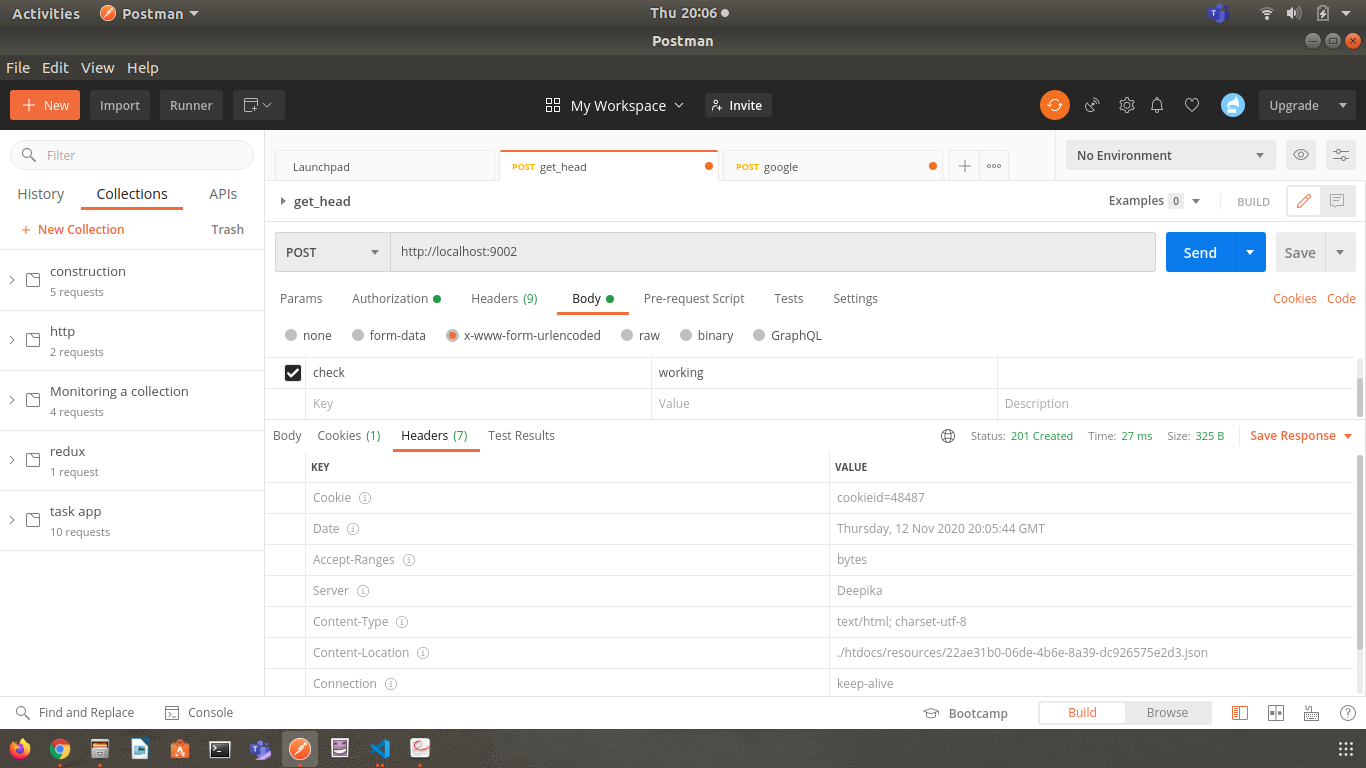 Activities Postman Thu 20:06
Postman
File Edit View Help
New Import Runner My Workspace Invite Upgrade
Filter
History Collections APIs
New Collection Trash
construction
5 requests
http
2 requests
Monitoring a collection
4 requests
redux
1 request
task app
10 requests
Launchpad POST get_head POST google No Environment
get_head Examples 0 BUILD
POST http://localhost:9002 Send Save
Params Authorization Headers (9) Body Pre-request Script Tests Settings Cookies Code
none form-data x-www-form-urlencoded raw binary GraphQL
check working
Key Value Description
Body Cookies (1) Headers (7) Test Results Status: 201 Created Time: 27 ms Size: 325 B Save Response
KEY VALUE
Cookie cookieid=48487
Date Thursday, 12 Nov 2020 20:05:44 GMT
Accept-Ranges bytes
Server Deepika
Content-Type text/html; charset-utf-8
Content-Location ./htdocs/resources/22ae31b0-06de-4b6e-8a39-dc926575e2d3.json
Connection keep-alive
Find and Replace Console Bootcamp Build Browse